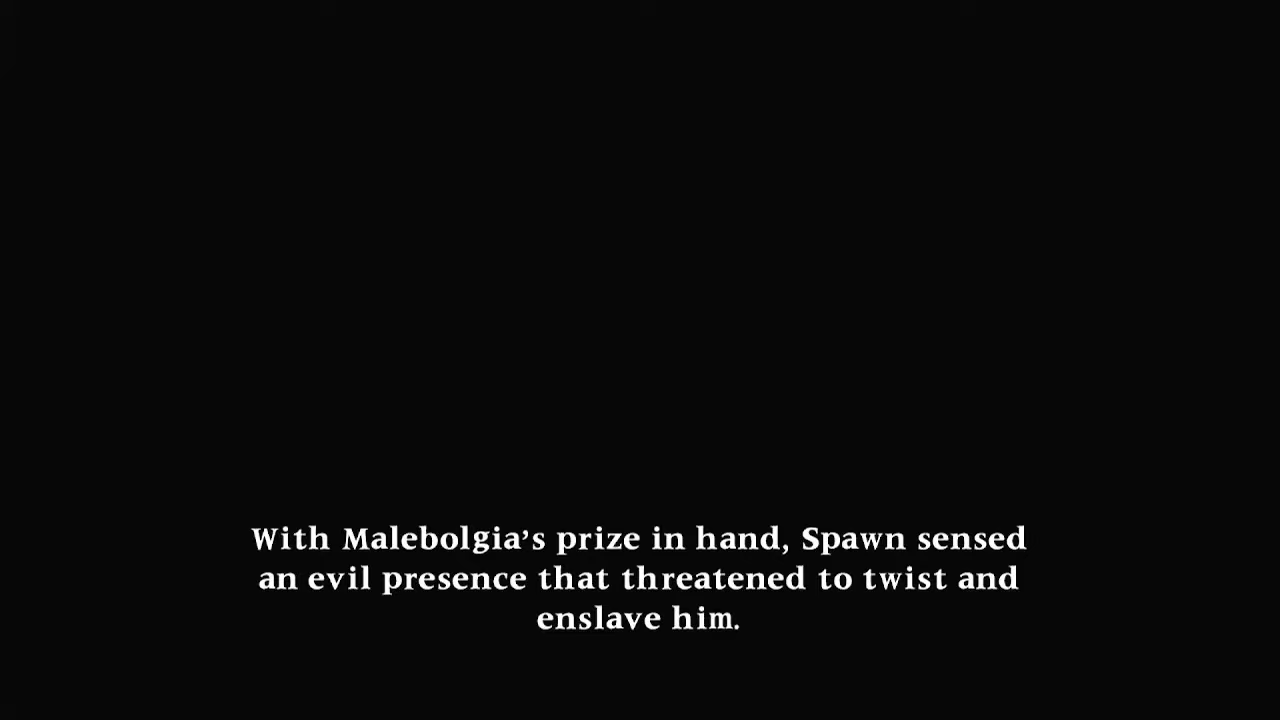 With Malebolgia's prize in hand, Spawn sensed
an evil presence that threatened to twist and
enslave him.